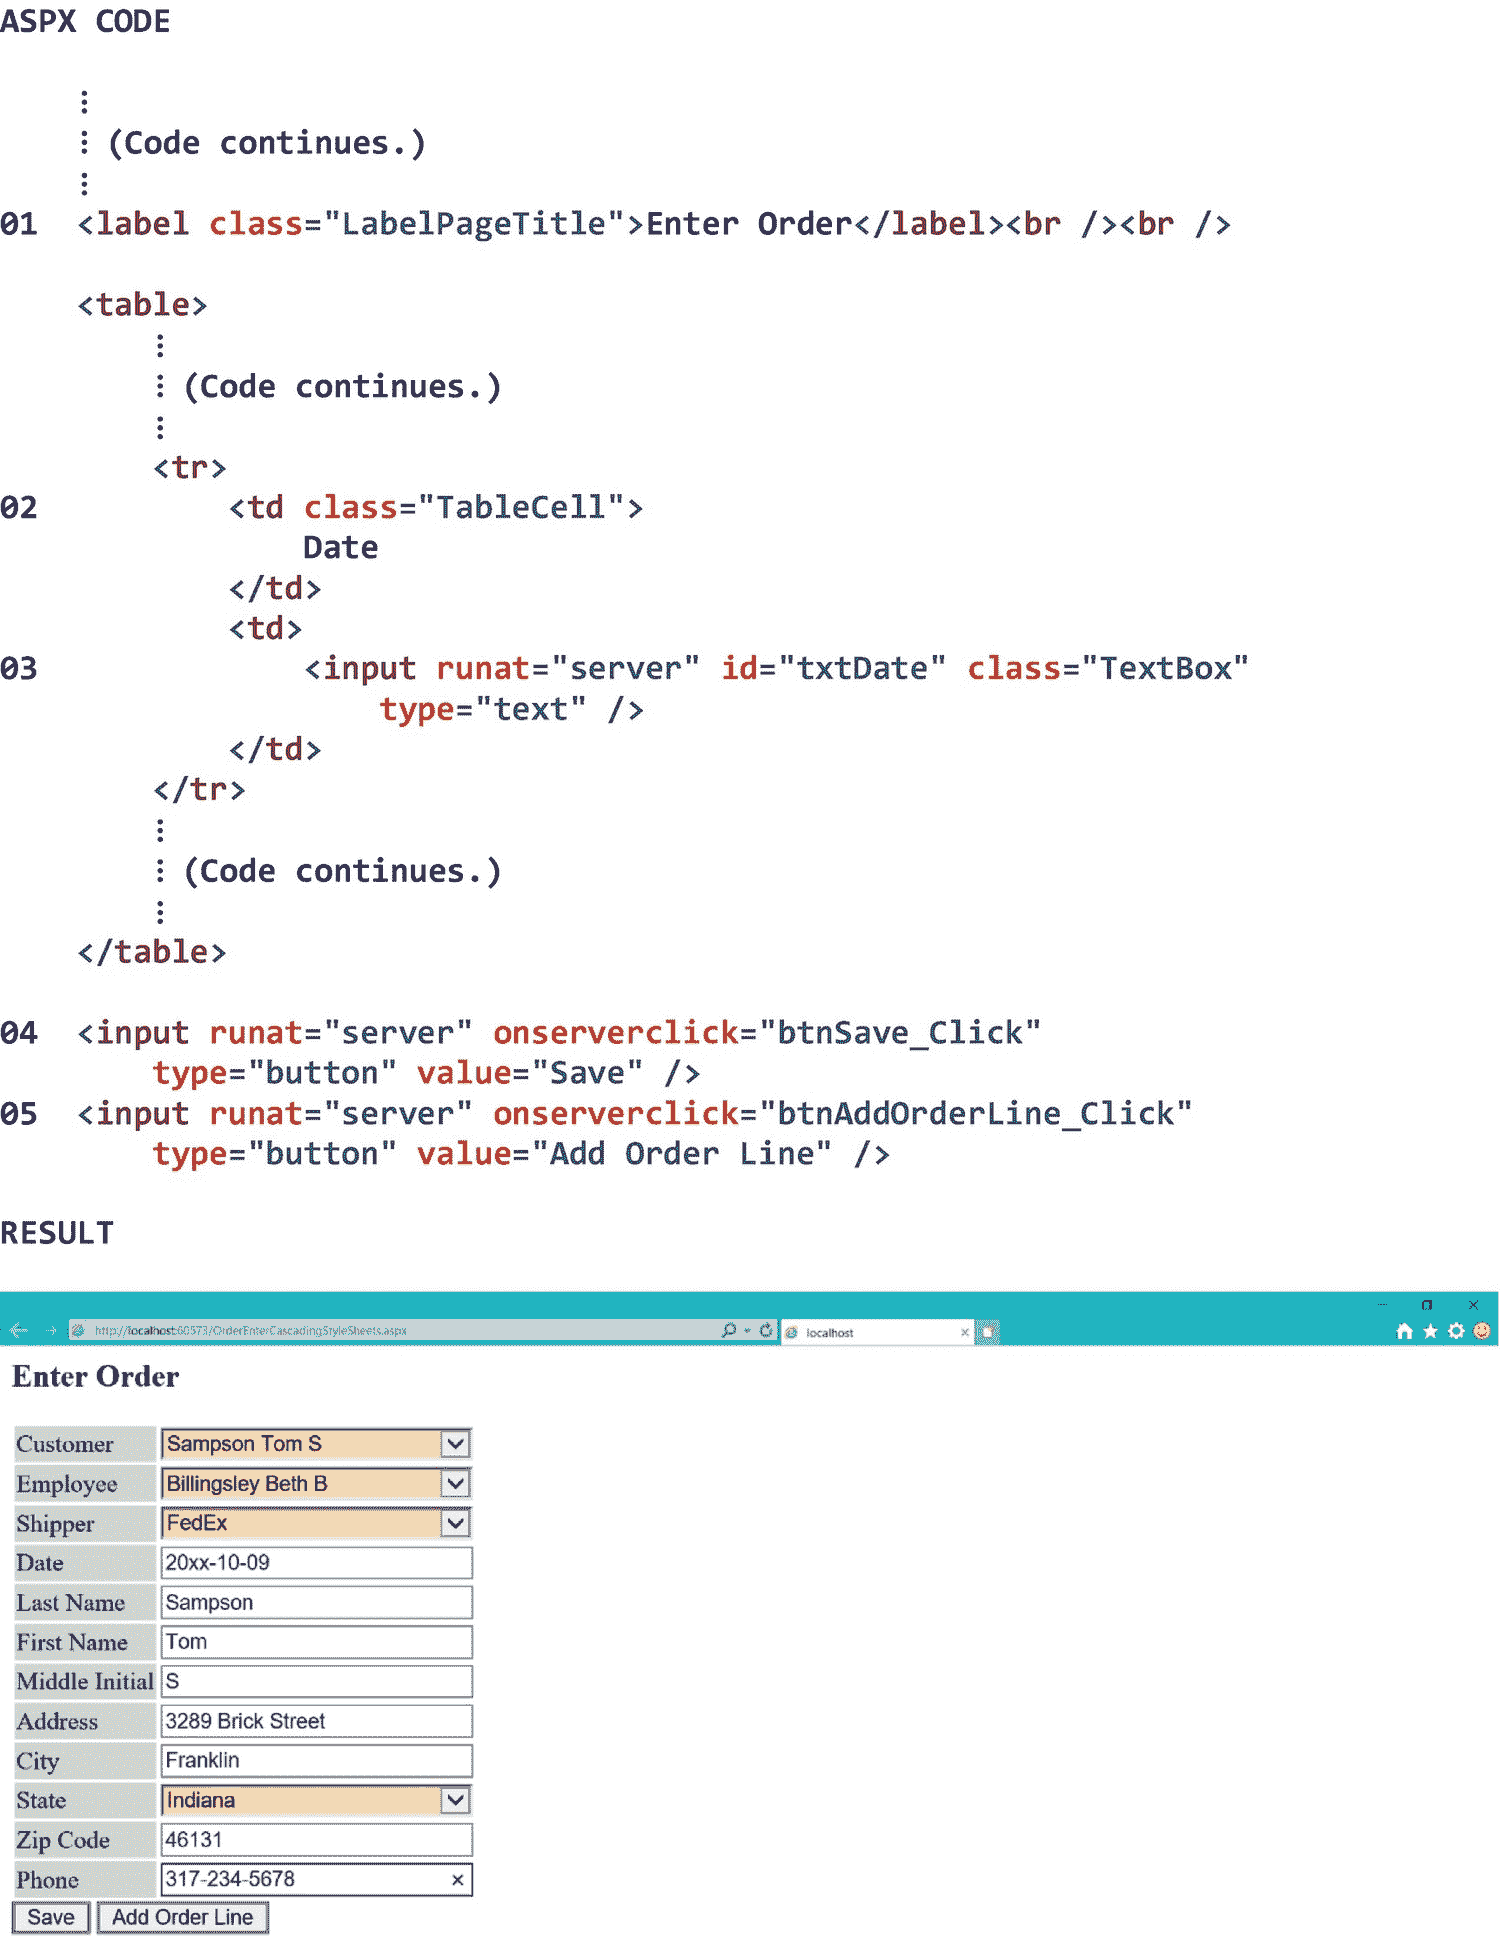 ASPX CODE
(Code continues.)
01 <label class="LabelPageTitle">Enter Order</label><br /><br />
<table>
(Code continues.)
<tr>
02 <td class="TableCell">
Date
</td>
<td>
03 <input runat="server" id="txtDate" class="TextBox"
type="text" />
</td>
</tr>
(Code continues.)
</table>
04 <input runat="server" onserverclick="btnSave_Click"
type="button" value="Save" />
05 <input runat="server" onserverclick="btnAddOrderLine_Click"
type="button" value="Add Order Line" />
RESULT
http://localhost:60573/OrderEnterCascadingStyleSheets.aspx localhost
Enter Order
Customer Sampson Tom S
Employee Billingsley Beth B
Shipper FedEx
Date 20xx-10-09
Last Name Sampson
First Name Tom
Middle Initial S
Address 3289 Brick Street
City Franklin
State Indiana
Zip Code 46131
Phone 317-234-5678
Save Add Order Line